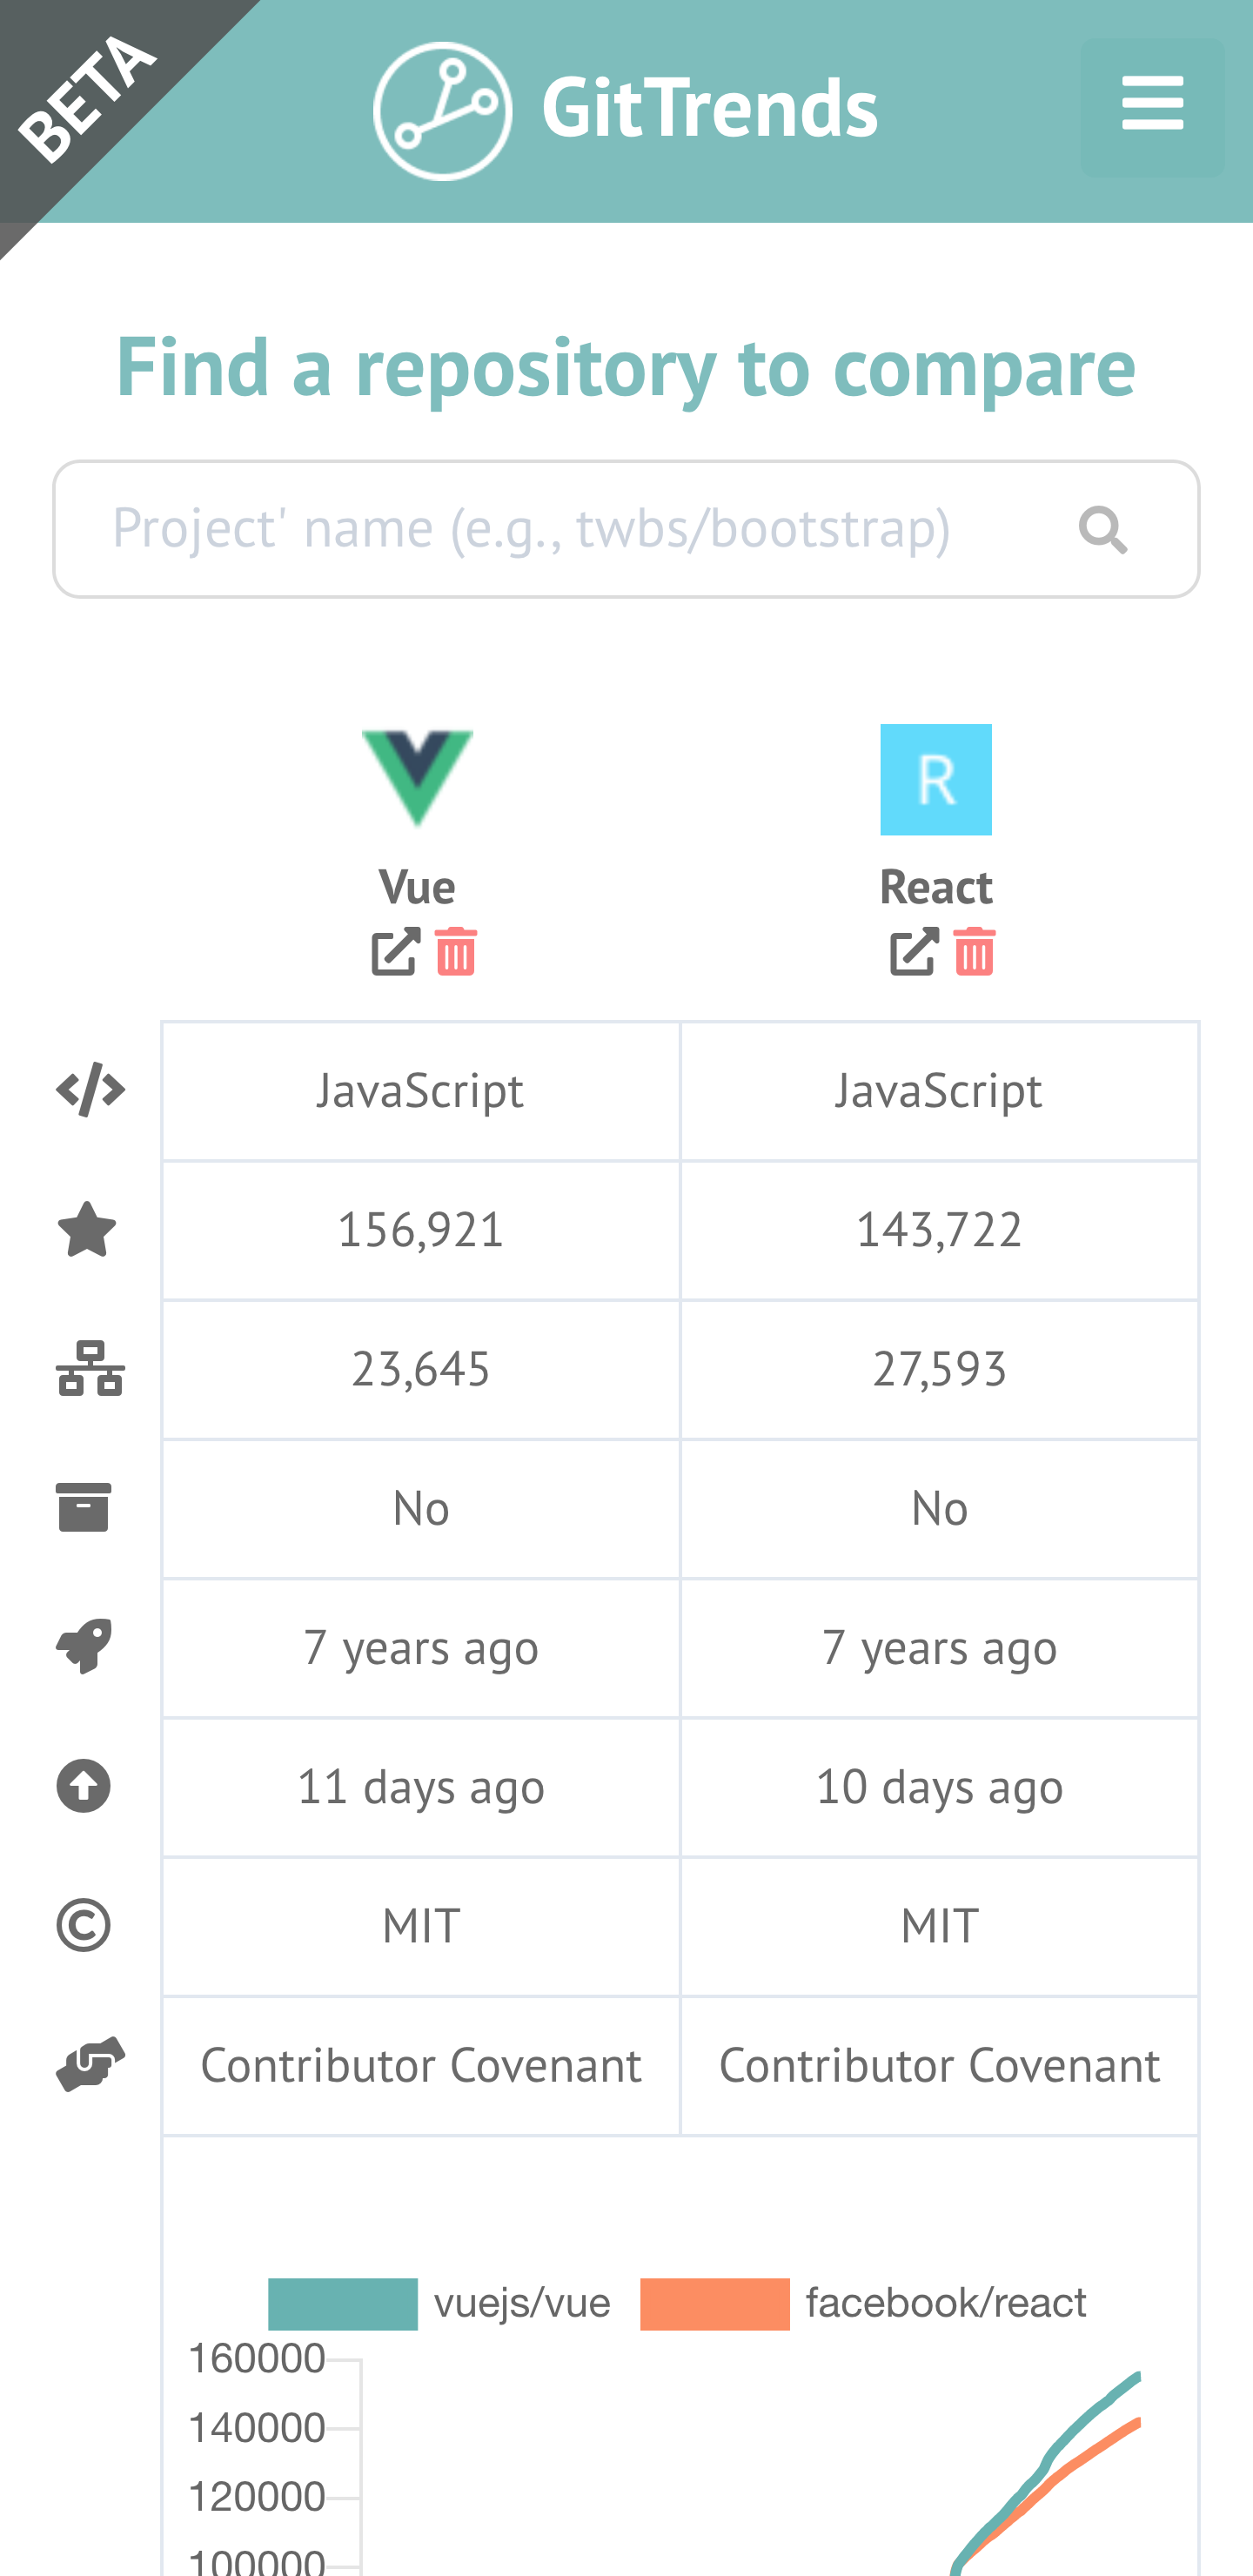 BETA
GitTrends
Find a repository to compare
Project' name (e.g., twbs/bootstrap)
R
Vue React
JavaScript JavaScript
156,921 143,722
23,645 27,593
No No
7 years ago 7 years ago
11 days ago 10 days ago
MIT MIT
Contributor Covenant Contributor Covenant
vuejs/vue facebook/react
160000
140000
120000
100000